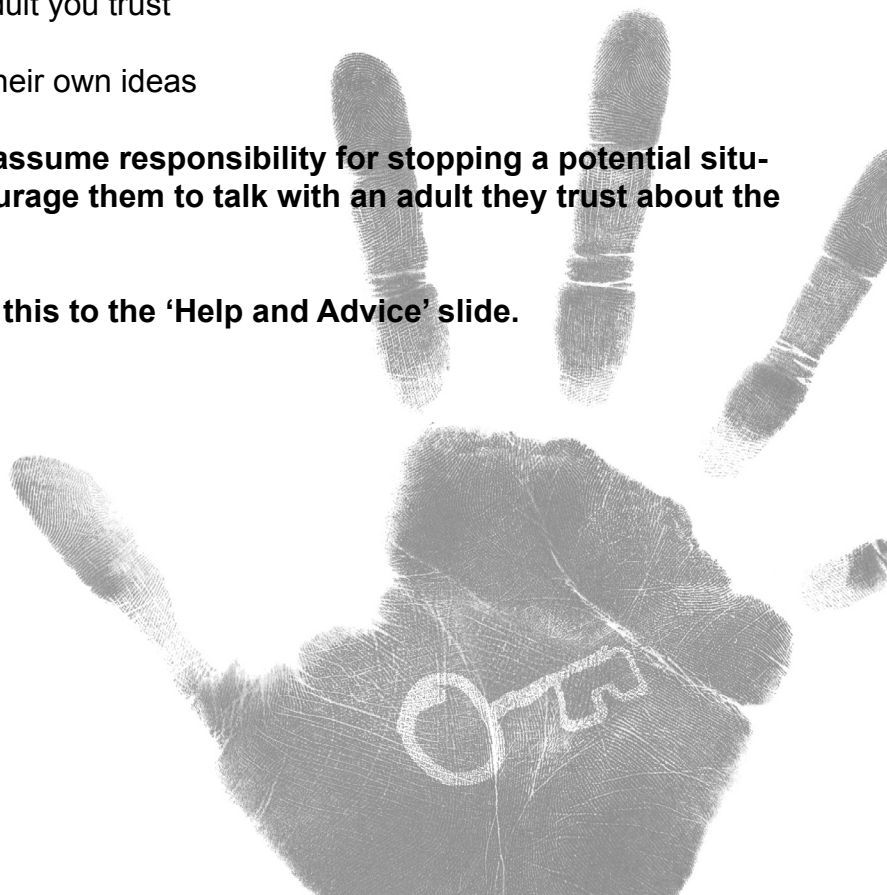 dult you trust
heir own ideas
assume responsibility for stopping a potential situ-
urage them to talk with an adult they trust about the
this to the ‘Help and Advice’ slide.